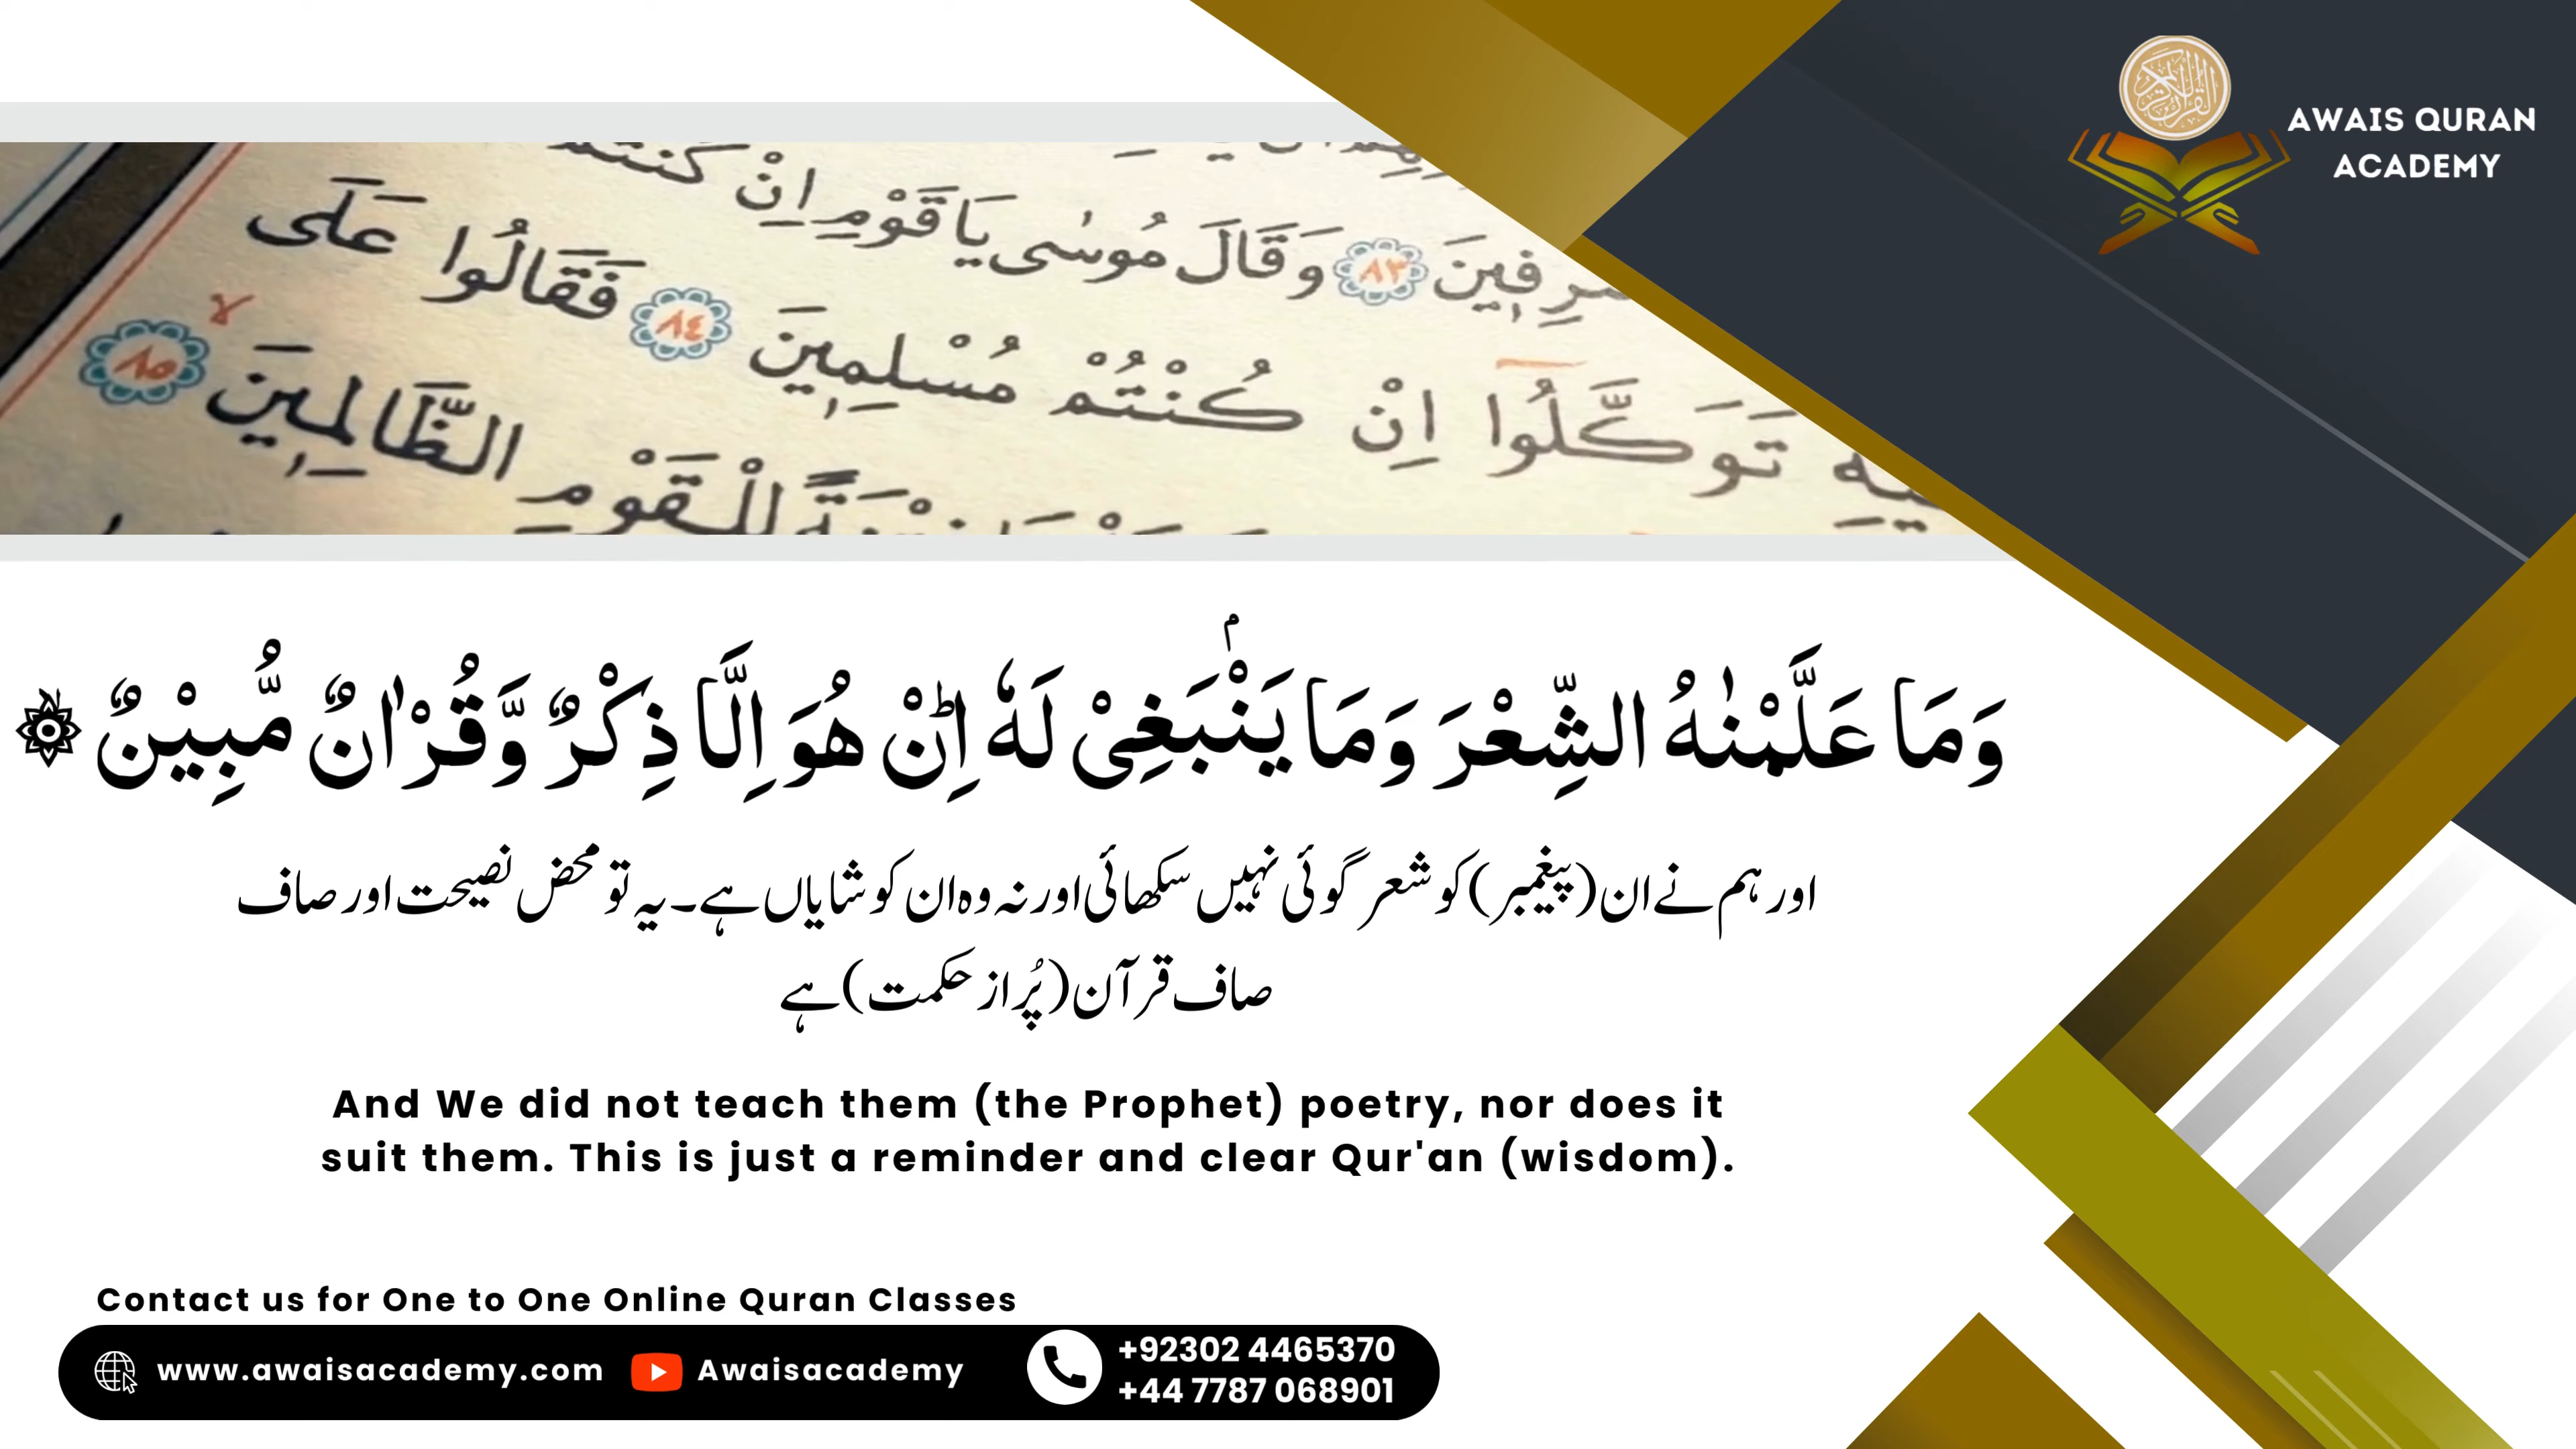 AWAIS QURAN
ACADEMY
رِفِينَ ٨٣ وَقَالَ مُوسٰى يَا قَوْمِ اِنْ كُنْتُمْ
تَوَكَّلُوا اِنْ كُنْتُمْ مُسْلِمِينَ ٨٤ فَقَالُوا عَلَى
لِلْقَوْمِ الظَّالِمِينَ ٨٥
وَمَا عَلَّمْنٰهُ الشِّعْرَ وَمَا يَنْۢبَغِیْ لَهٗ اِنْ هُوَ اِلَّا ذِكْرٌ وَّقُرْاٰنٌ مُّبِیْنٌ
اور ہم نے ان (پیغمبر) کو شعر گوئی نہیں سکھائی اور نہ وہ ان کو شایاں ہے۔ یہ تو محض نصیحت اور صاف
صاف قرآن (پُراز حکمت) ہے
And We did not teach them (the Prophet) poetry, nor does it
suit them. This is just a reminder and clear Qur'an (wisdom).
Contact us for One to One Online Quran Classes
www.awaisacademy.com Awaisacademy
+92302 4465370
+44 7787 068901